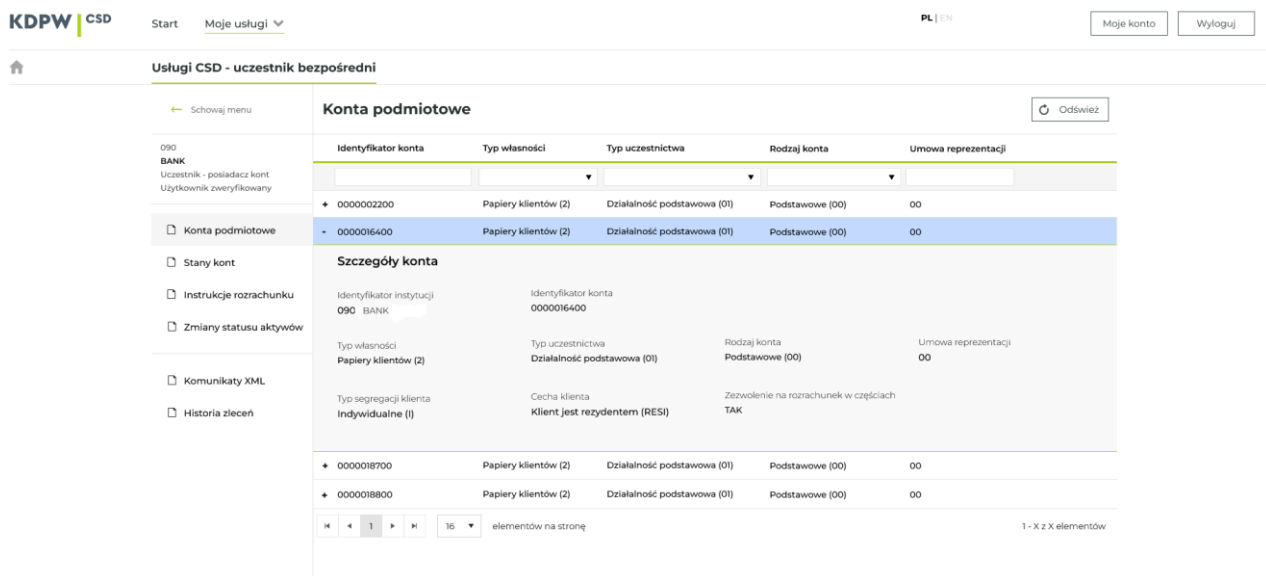 KDPW CSD Start Moje usługi PL | EN Moje konto Wyloguj
Usługi CSD - uczestnik bezpośredni
← Schowaj menu
090
BANK
Uczestnik - posiadacz kont
Użytkownik zweryfikowany
Konta podmiotowe
Stany kont
Instrukcje rozrachunku
Zmiany statusu aktywów
Komunikaty XML
Historia zleceń
Konta podmiotowe Odśwież
Identyfikator konta Typ własności Typ uczestnictwa Rodzaj konta Umowa reprezentacji
+ 0000002200 Papiery klientów (2) Działalność podstawowa (01) Podstawowe (00) 00
- 0000016400 Papiery klientów (2) Działalność podstawowa (01) Podstawowe (00) 00
Szczegóły konta
Identyfikator instytucji Identyfikator konta
090 BANK 0000016400
Typ własności Typ uczestnictwa Rodzaj konta Umowa reprezentacji
Papiery klientów (2) Działalność podstawowa (01) Podstawowe (00) 00
Typ segregacji klienta Cecha klienta Zezwolenie na rozrachunek w częściach
Indywidualne (I) Klient jest rezydentem (RESI) TAK
+ 0000018700 Papiery klientów (2) Działalność podstawowa (01) Podstawowe (00) 00
+ 0000018800 Papiery klientów (2) Działalność podstawowa (01) Podstawowe (00) 00
1 16 elementów na stronę 1 - X z X elementów